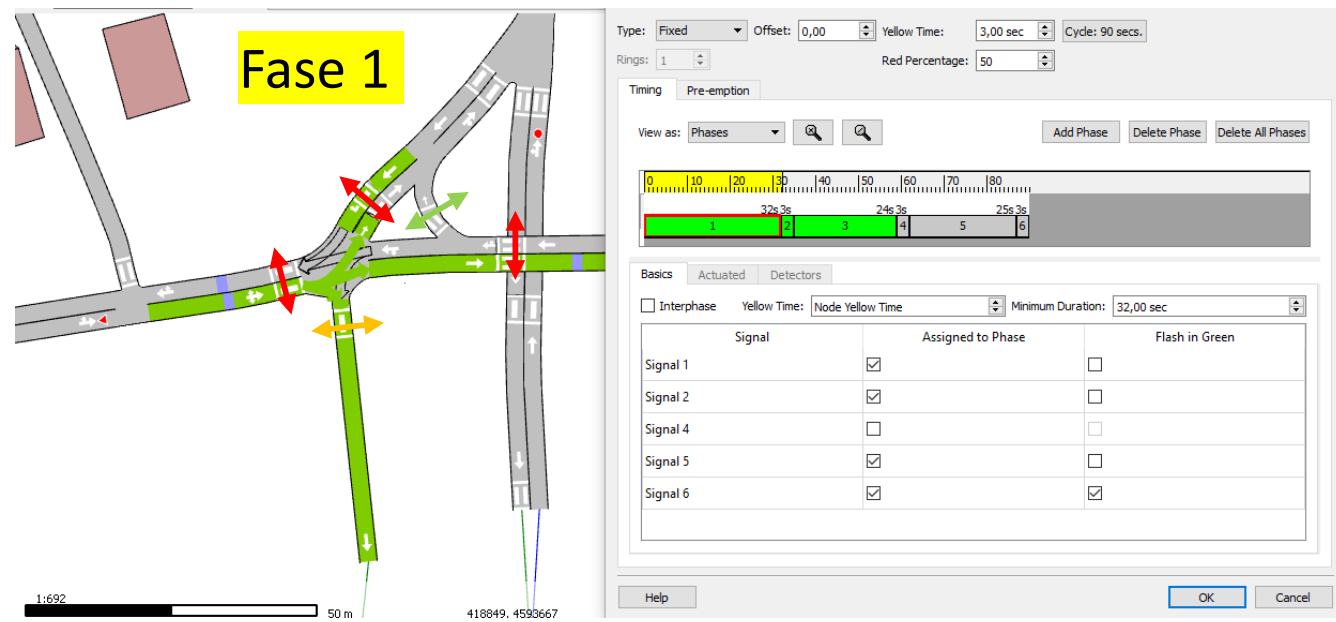 Fase 1
1:692
50 m
418849, 4593667
Type: Fixed Offset: 0,00 Yellow Time: 3,00 sec Cycle: 90 secs.
Rings: 1 Red Percentage: 50
Timing Pre-emption
View as: Phases Add Phase Delete Phase Delete All Phases
0 10 20 30 40 50 60 70 80
32s 3s 24s 3s 25s 3s
1 2 3 4 5 6
Basics Actuated Detectors
Interphase Yellow Time: Node Yellow Time Minimum Duration: 32,00 sec
Signal Assigned to Phase Flash in Green
Signal 1
Signal 2
Signal 4
Signal 5
Signal 6
Help OK Cancel